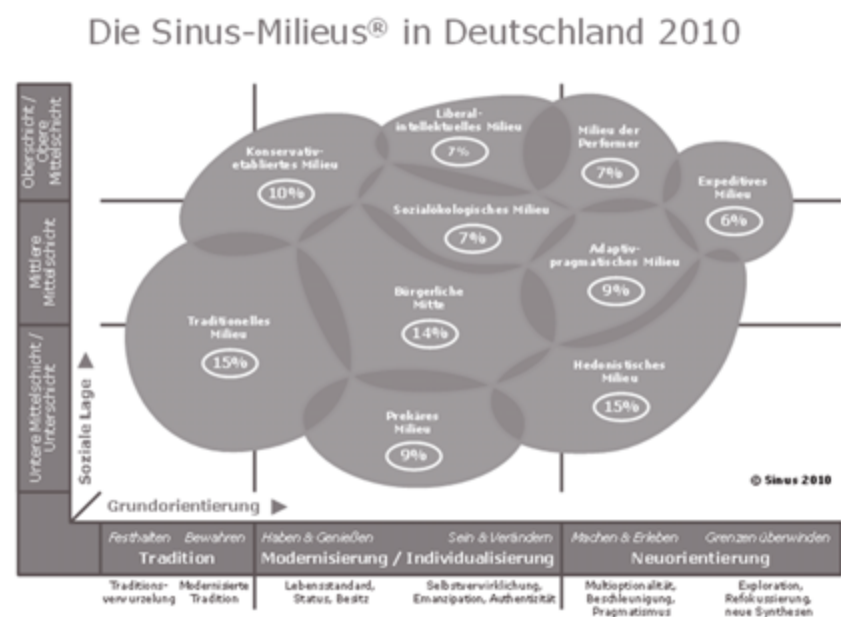 Die Sinus-Milieus® in Deutschland 2010
Oberschicht /
Obere
Mittelschicht
Mittlere
Mittelschicht
Untere Mittelschicht /
Unterschicht
Soziale Lage
Konservativ-
etabliertes Milieu
10%
Liberal-
intellektuelles Milieu
7%
Milieu der
Performer
7%
Expeditives
Milieu
6%
Sozialökologisches Milieu
7%
Adaptiv-
pragmatisches Milieu
9%
Bürgerliche
Mitte
14%
Traditionelles
Milieu
15%
Hedonistisches
Milieu
15%
Prekäres
Milieu
9%
© Sinus 2010
Grundorientierung
Festhalten Bewahren
Tradition
Haben & Genießen Sein & Verändern
Modernisierung / Individualisierung
Machen & Erleben Grenzen überwinden
Neuorientierung
Traditions-
verwurzelung
Modernisierte
Tradition
Lebensstandard,
Status, Besitz
Selbstverwirklichung,
Emanzipation, Authentizität
Multioptionalität,
Beschleunigung,
Pragmatismus
Exploration,
Refokussierung,
neue Synthesen